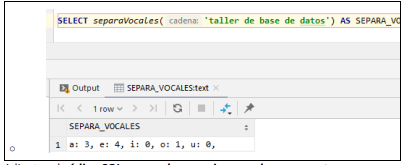 SELECT separaVocales( cadena: 'taller de base de datos') AS SEPARA_VO
Output
SEPARA_VOCALES:text
1 row
SEPARA_VOCALES
1 a: 3, e: 4, i: 0, o: 1, u: 0,